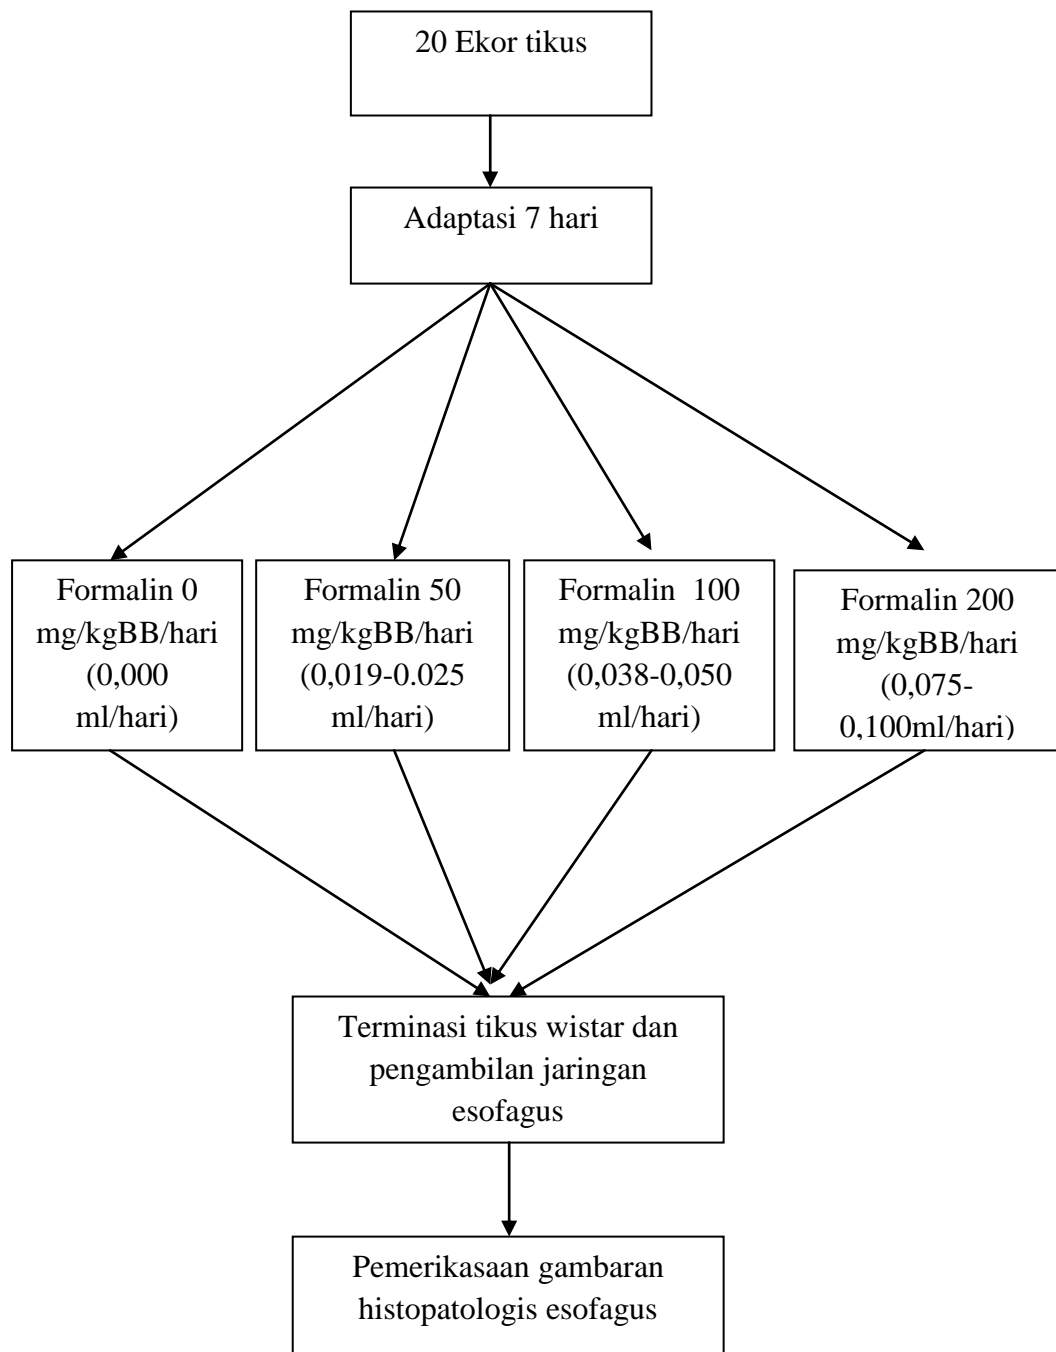 20 Ekor tikus
Adaptasi 7 hari
Formalin 0
mg/kgBB/hari
(0,000
ml/hari)
Formalin 50
mg/kgBB/hari
(0,019-0.025
ml/hari)
Formalin  100
mg/kgBB/hari
(0,038-0,050
ml/hari)
Formalin 200
mg/kgBB/hari
(0,075-
0,100ml/hari)
Terminasi tikus wistar dan
pengambilan jaringan
esofagus
Pemerikasaan gambaran
histopatologis esofagus